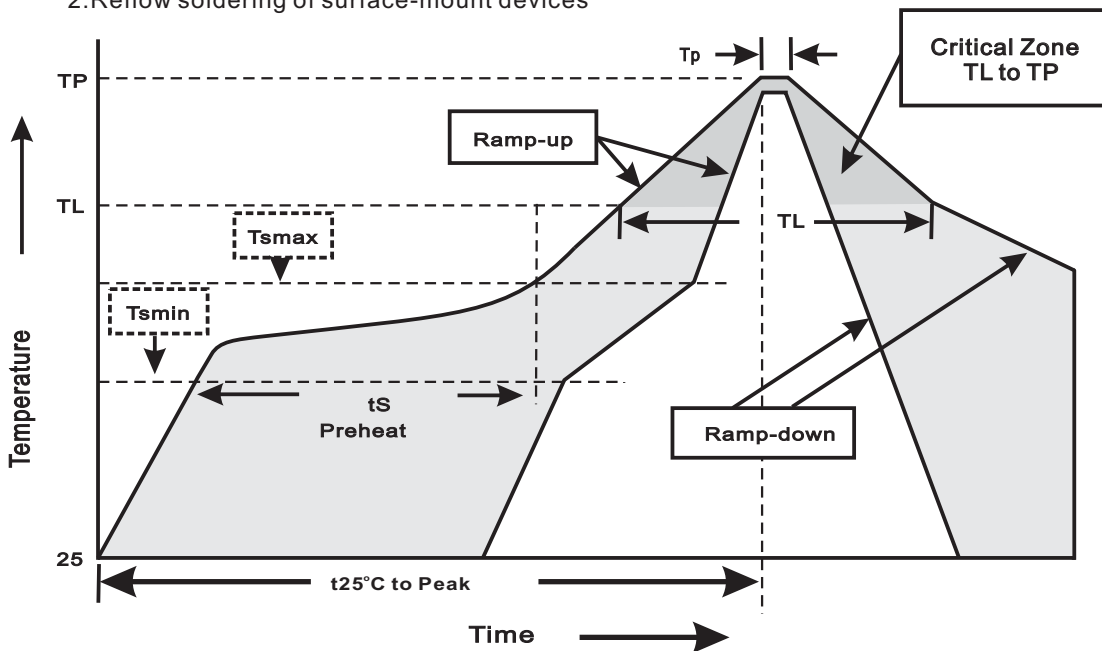 2.Reflow soldering of surface-mount devices
Tp
Critical Zone
TL to TP
TP
Ramp-up
TL
TL
Tsmax
Tsmin
Temperature
tS
Preheat
Ramp-down
25
t25°C to Peak
Time